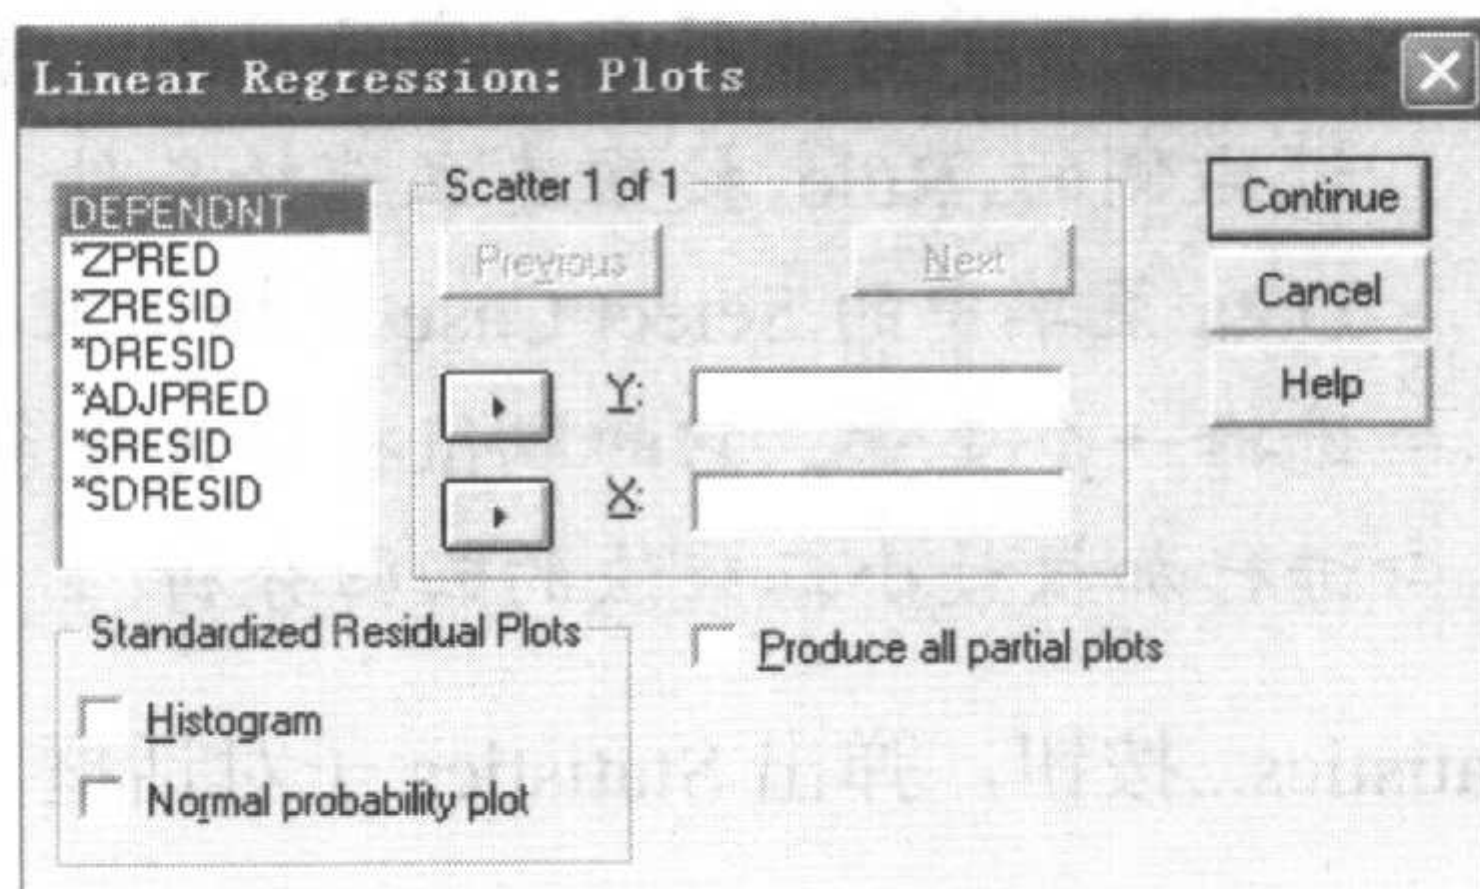 Linear Regression: Plots
DEPENDNT
*ZPRED
*ZRESID
*DRESID
*ADJPRED
*SRESID
*SDRESID
Scatter 1 of 1
Previous
Next
Y:
X:
Continue
Cancel
Help
Standardized Residual Plots
Histogram
Normal probability plot
Produce all partial plots